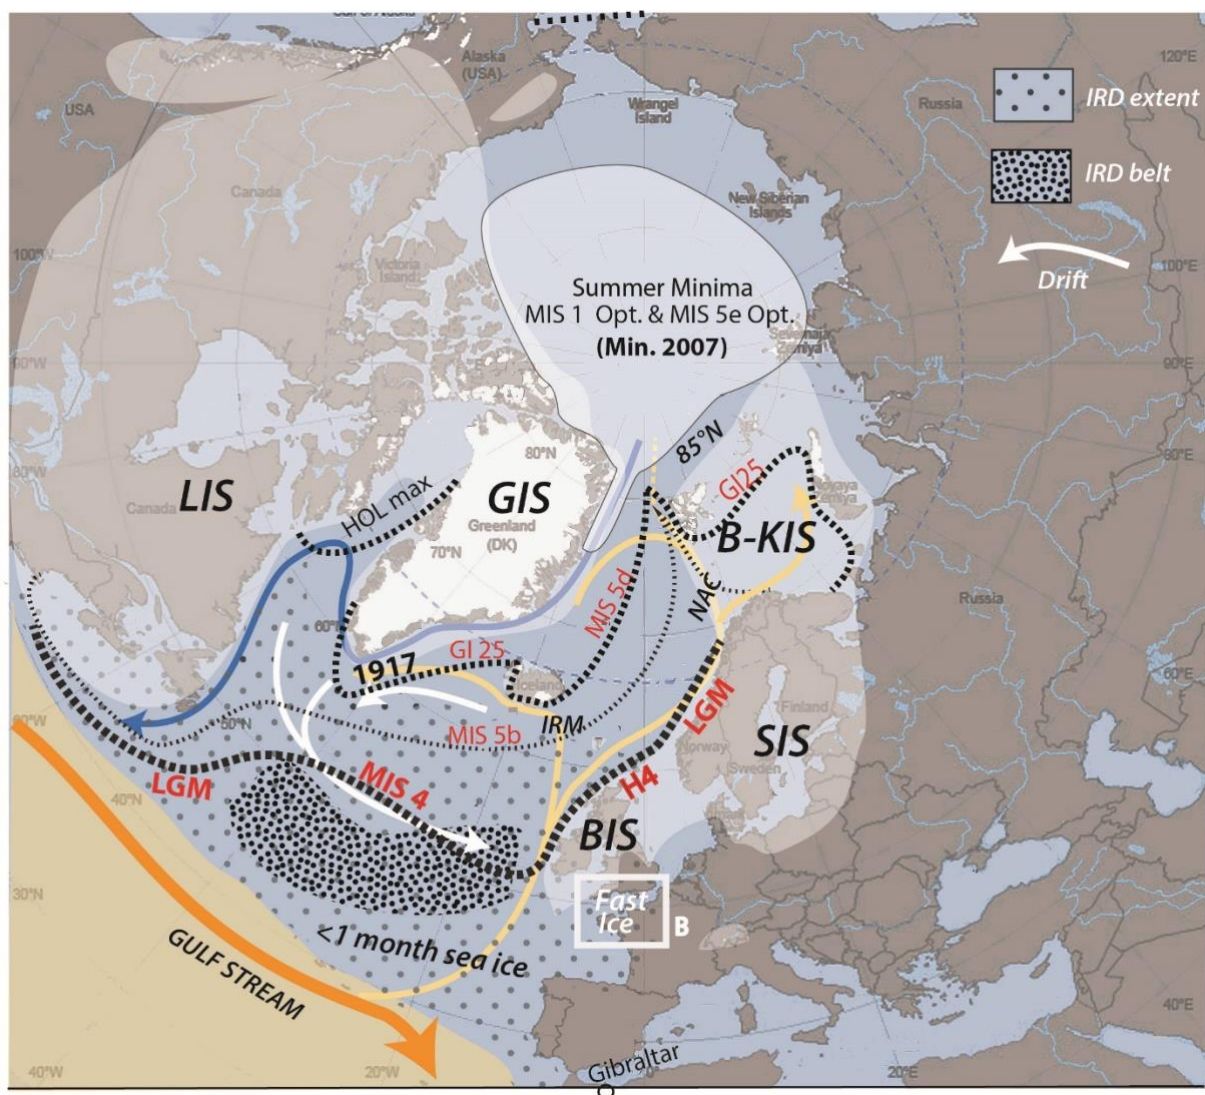 Alaska
(USA)
120°E
USA
Wrangel
Island
Russia
IRD extent
IRD belt
Canada
New Siberian
Islands
100°W
Victoria
Island
100°E
Drift
Summer Minima
MIS 1 Opt. & MIS 5e Opt.
(Min. 2007)
90°W
90°E
80°W
80°N
85°N
80°E
LIS
HOL max
GIS
GI25
Novaya
Zemlya
Canada
Greenland
(DK)
70°N
B-KIS
MIS 5d
NAC
Russia
60°N
1917
GI 25
Iceland
50°N
MIS 5b
IRM
LGM
Finland
Norway
SIS
Sweden
LGM
MIS 4
H4
40°N
BIS
30°N
Fast
Ice
B
<1 month sea ice
GULF STREAM
60°E
40°E
Gibraltar
40°W
20°W
0°
20°E